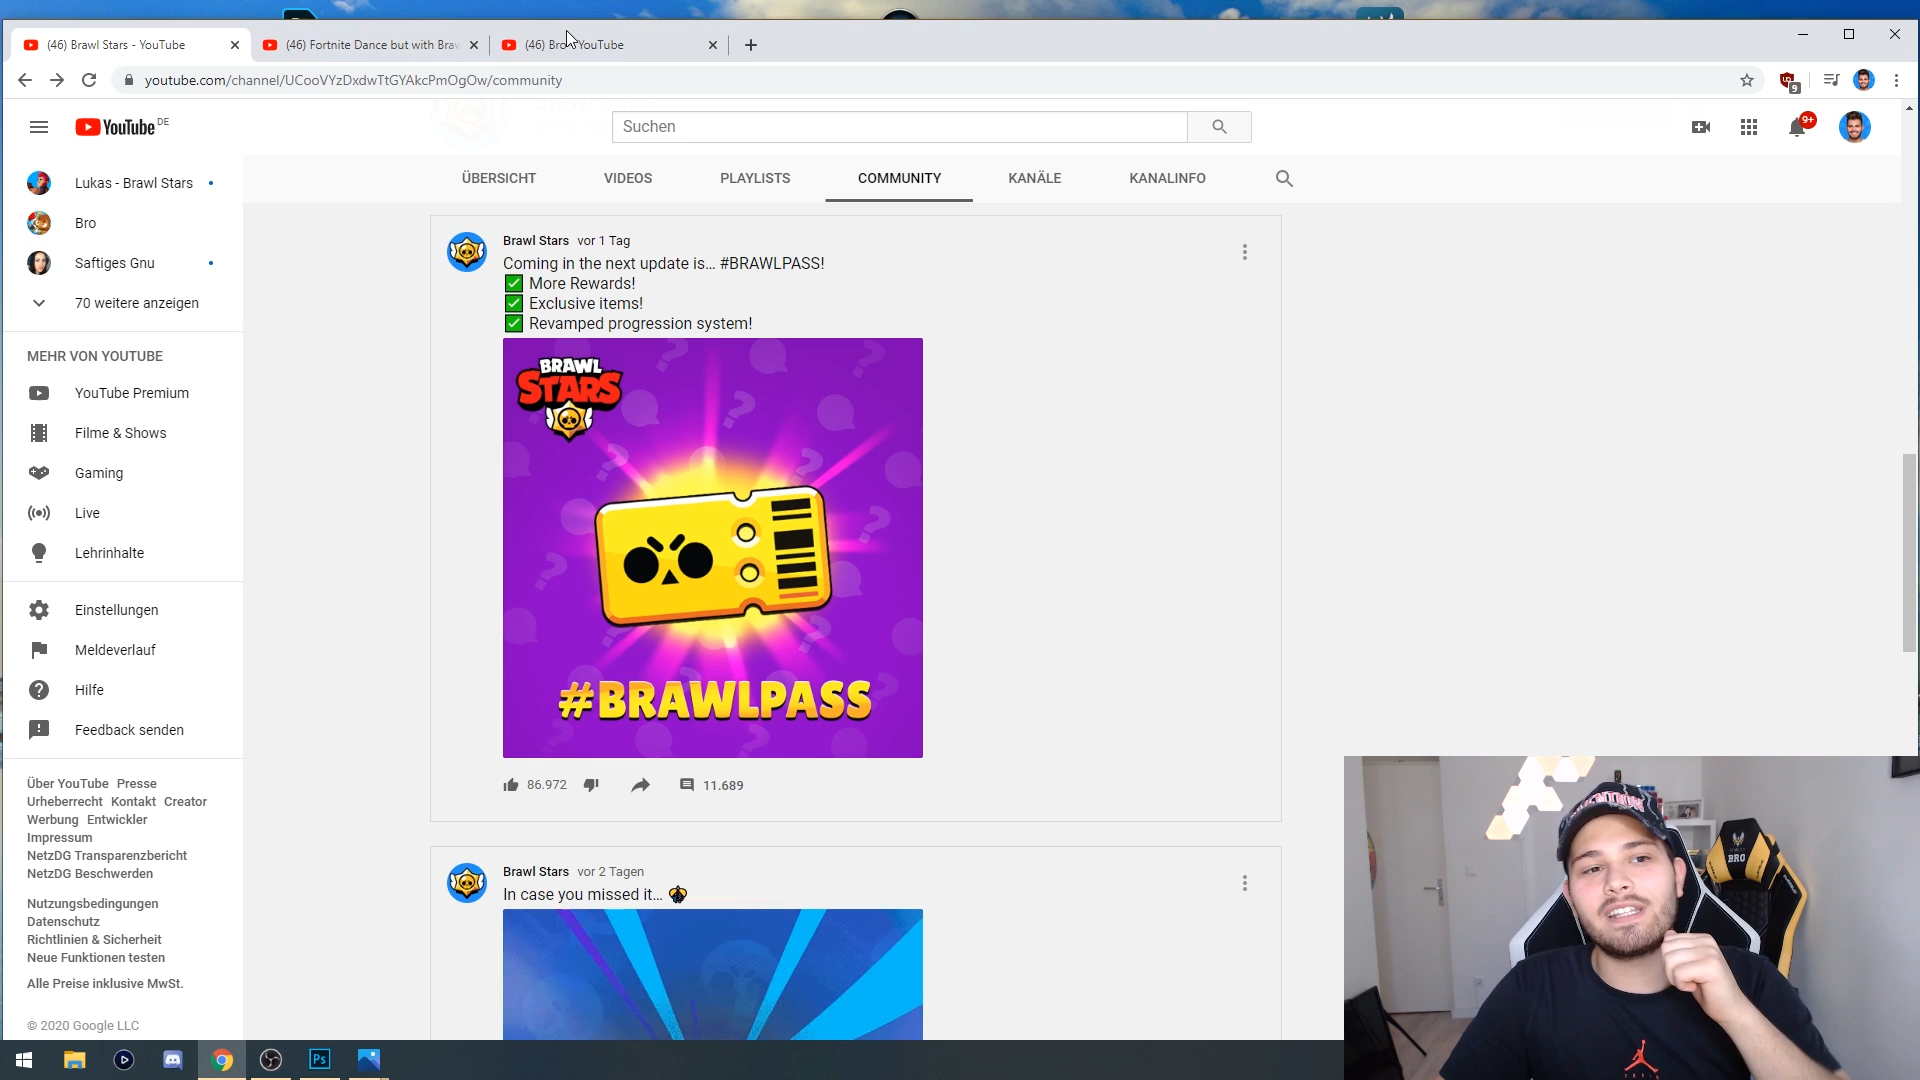 (46) Brawl Stars - YouTube
(46) Fortnite Dance but with Braw
(46) Bro - YouTube
youtube.com/channel/UCooVYzDxdwTtGYAkcPmOgOw/community
9
YouTube DE
Suchen
9+
Lukas - Brawl Stars
Bro
Saftiges Gnu
70 weitere anzeigen
MEHR VON YOUTUBE
YouTube Premium
Filme & Shows
Gaming
Live
Lehrinhalte
Einstellungen
Meldeverlauf
Hilfe
Feedback senden
Über YouTube Presse
Urheberrecht Kontakt Creator
Werbung Entwickler
Impressum
NetzDG Transparenzbericht
NetzDG Beschwerden
Nutzungsbedingungen
Datenschutz
Richtlinien & Sicherheit
Neue Funktionen testen
Alle Preise inklusive MwSt.
© 2020 Google LLC
ÜBERSICHT
VIDEOS
PLAYLISTS
COMMUNITY
KANÄLE
KANALINFO
Brawl Stars vor 1 Tag
Coming in the next update is... #BRAWLPASS!
✅ More Rewards!
✅ Exclusive items!
✅ Revamped progression system!
BRAWL
STARS
#BRAWLPASS
86.972
11.689
Brawl Stars vor 2 Tagen
In case you missed it...
Ps
BRO